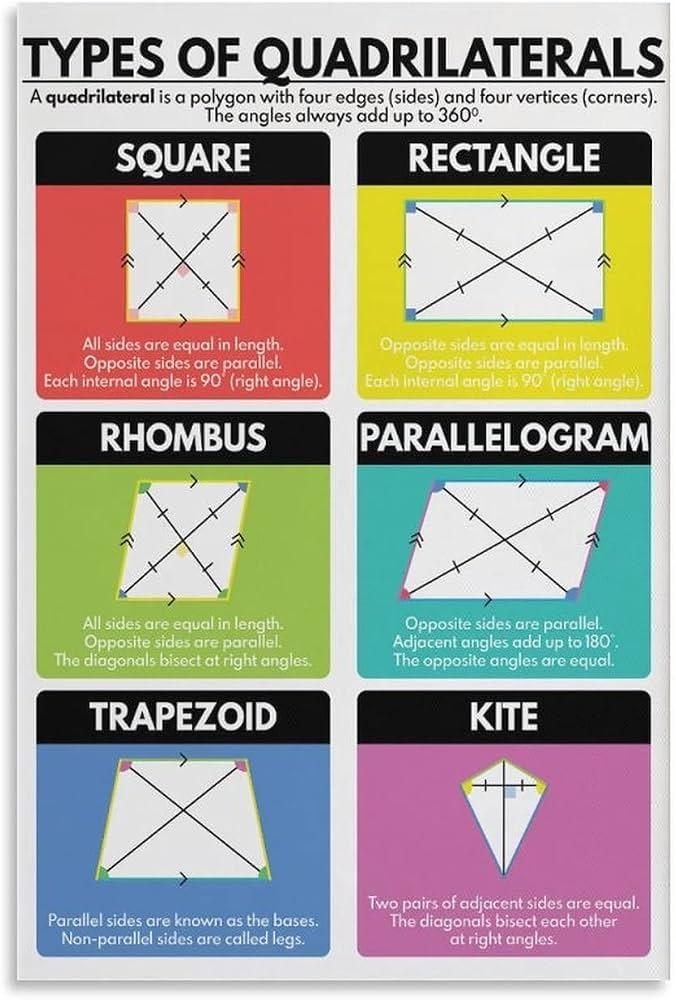 TYPES OF QUADRILATERALS
A quadrilateral is a polygon with four edges (sides) and four vertices (corners).
The angles always add up to 360⁰.
SQUARE
All sides are equal in length.
Opposite sides are parallel.
Each internal angle is 90° (right angle).
RECTANGLE
Opposite sides are equal in length.
Opposite sides are parallel.
Each internal angle is 90° (right angle).
RHOMBUS
All sides are equal in length.
Opposite sides are parallel.
The diagonals bisect at right angles.
PARALLELOGRAM
Opposite sides are parallel.
Adjacent angles add up to 180°.
The opposite angles are equal.
TRAPEZOID
Parallel sides are known as the bases.
Non-parallel sides are called legs.
KITE
Two pairs of adjacent sides are equal.
The diagonals bisect each other
at right angles.